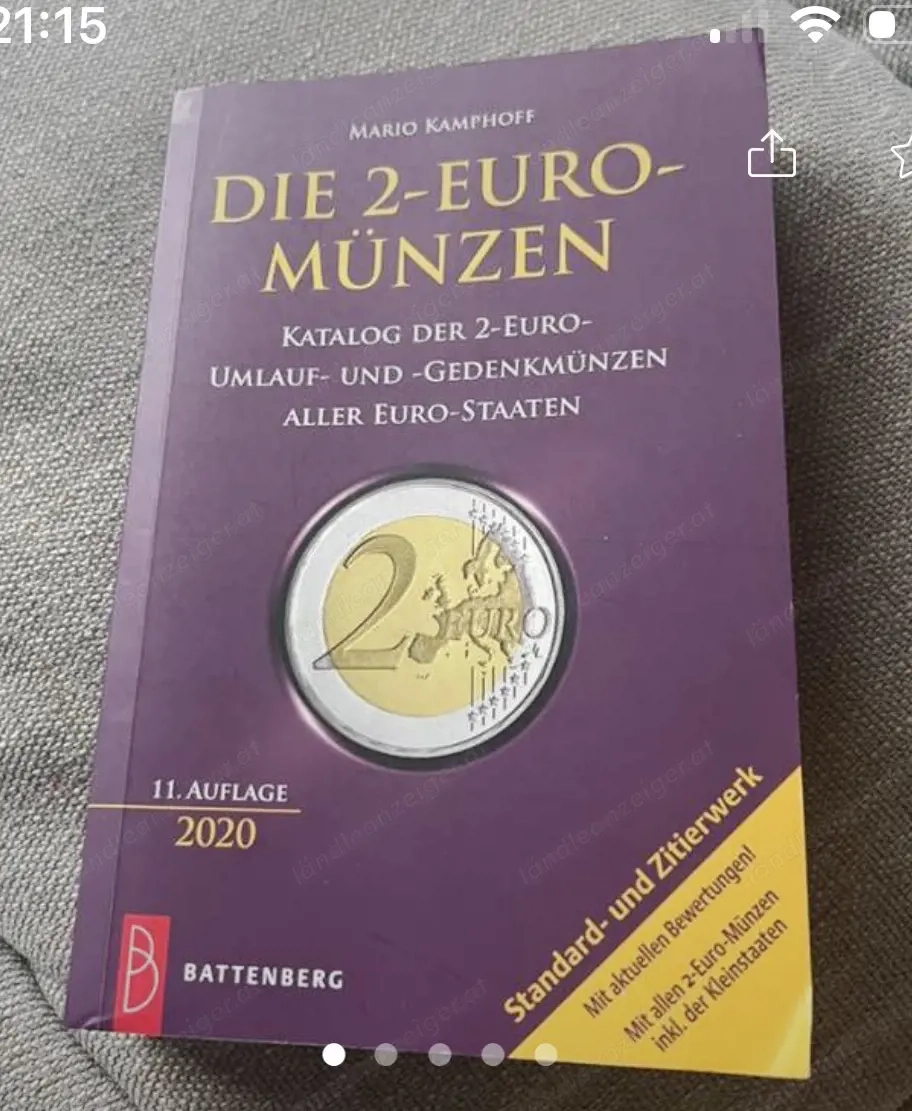 21:15
MARIO KAMPHOFF
DIE 2-EURO-
MÜNZEN
KATALOG DER 2-EURO-
UMLAUF- UND -GEDENKMÜNZEN
ALLER EURO-STAATEN
2 EURO
11. AUFLAGE
2020
BATTENBERG
Standard- und Zitierwerk
Mit aktuellen Bewertungen!
Mit allen 2-Euro-Münzen
inkl. der Kleinstaaten
ländleanzeiger.at